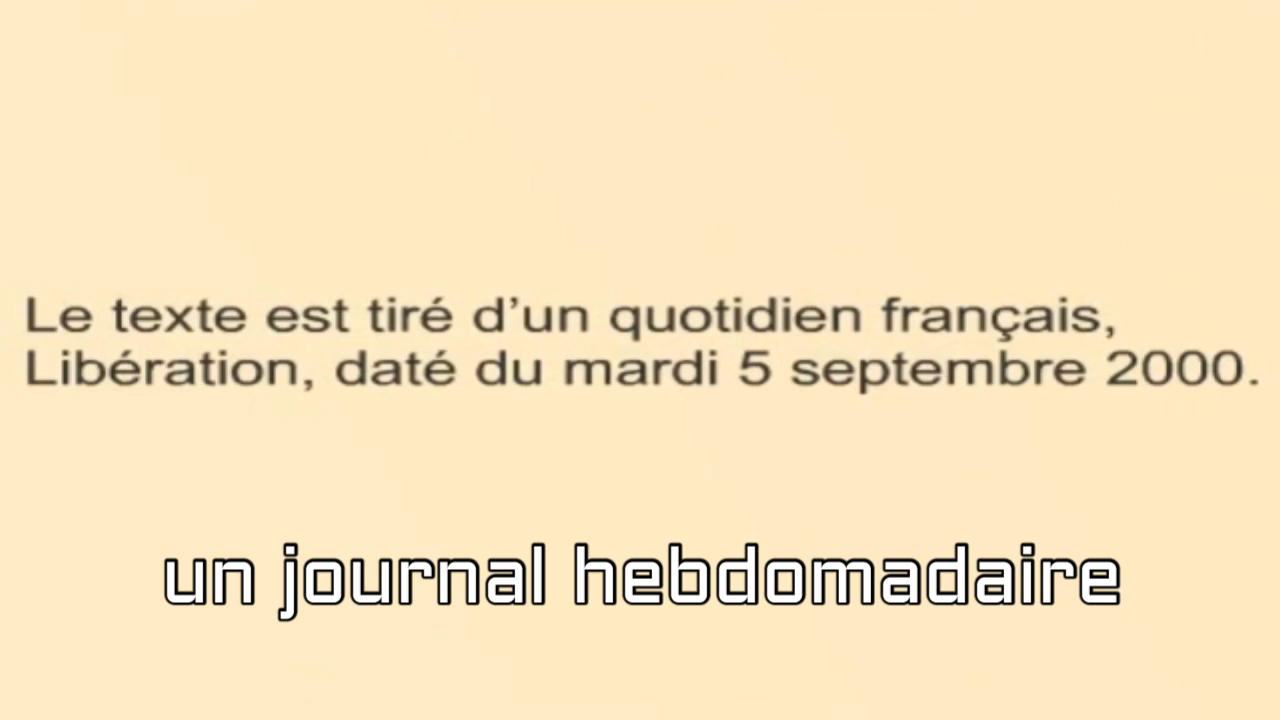 Le texte est tiré d’un quotidien français,
Libération, daté du mardi 5 septembre 2000.
un journal hebdomadaire